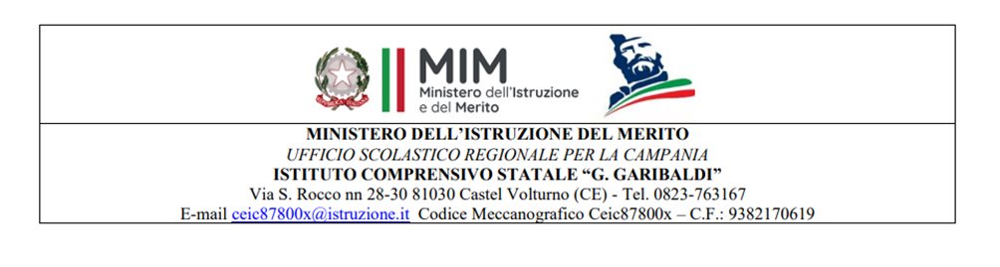 MIM
Ministero dell'Istruzione
e del Merito
MINISTERO DELL'ISTRUZIONE DEL MERITO
UFFICIO SCOLASTICO REGIONALE PER LA CAMPANIA
ISTITUTO COMPRENSIVO STATALE “G. GARIBALDI”
Via S. Rocco nn 28-30 81030 Castel Volturno (CE) - Tel. 0823-763167
E-mail ceic87800x@istruzione.it Codice Meccanografico Ceic87800x – C.F.: 9382170619